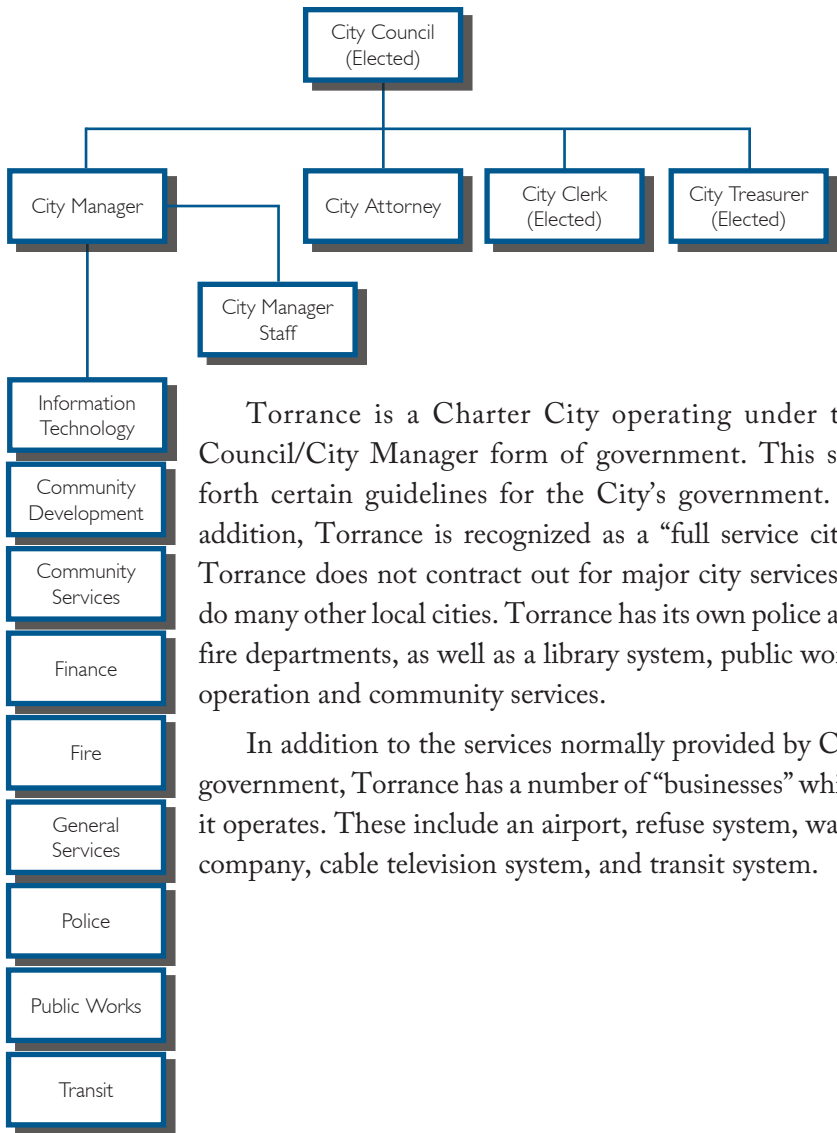 City Council
(Elected)
City Manager
City Attorney
City Clerk
(Elected)
City Treasurer
(Elected)
City Manager
Staff
Information
Technology
Community
Development
Community
Services
Finance
Fire
General
Services
Police
Public Works
Transit
Torrance is a Charter City operating under t
Council/City Manager form of government. This s
forth certain guidelines for the City’s government.
addition, Torrance is recognized as a “full service cit
Torrance does not contract out for major city services
do many other local cities. Torrance has its own police a
fire departments, as well as a library system, public wor
operation and community services.
In addition to the services normally provided by C
government, Torrance has a number of “businesses” whi
it operates. These include an airport, refuse system, wa
company, cable television system, and transit system.